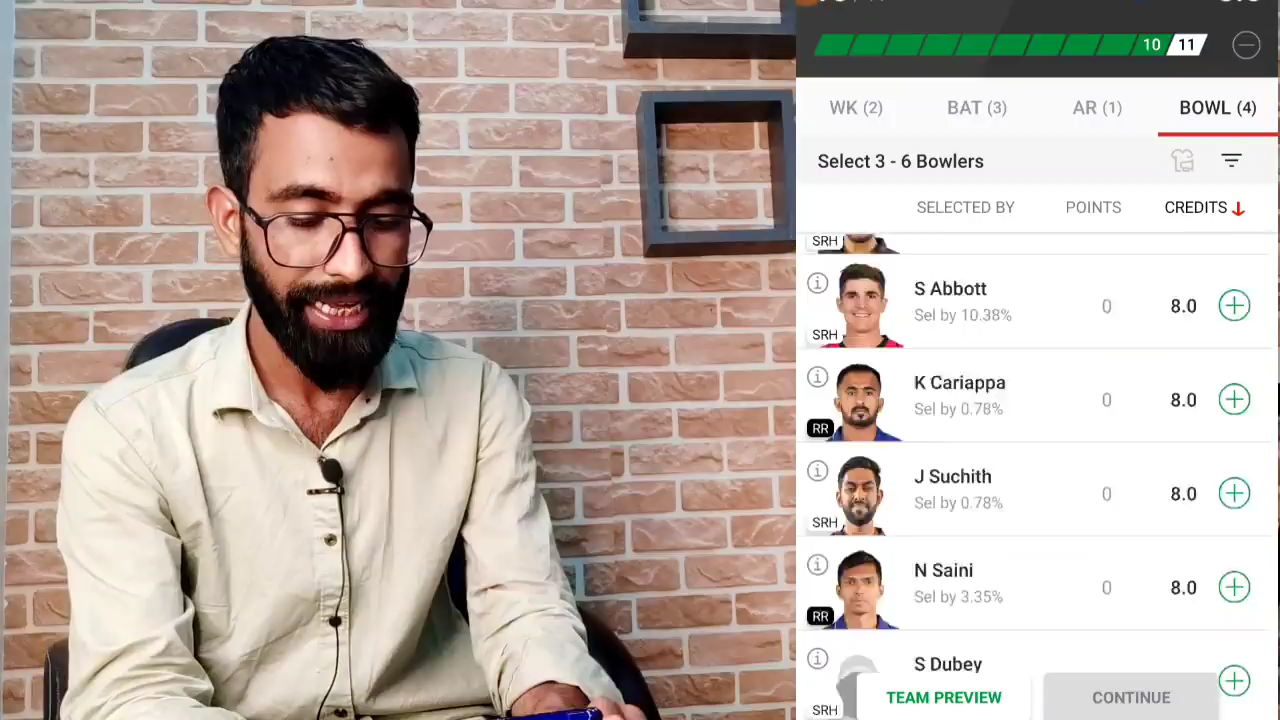 10 11
WK (2) BAT (3) AR (1) BOWL (4)
Select 3 - 6 Bowlers
SELECTED BY POINTS CREDITS
SRH
S Abbott
Sel by 10.38% 0 8.0
SRH
K Cariappa
Sel by 0.78% 0 8.0
RR
J Suchith
Sel by 0.78% 0 8.0
SRH
N Saini
Sel by 3.35% 0 8.0
RR
S Dubey
SRH
TEAM PREVIEW CONTINUE